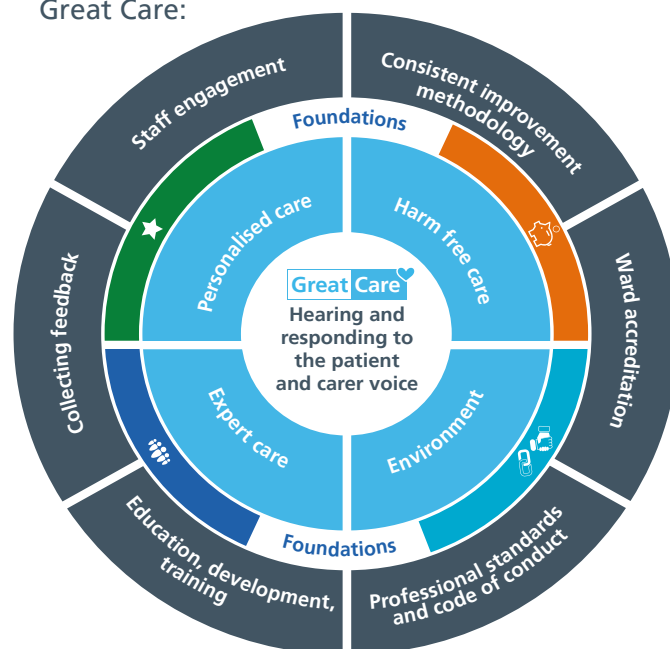 Great Care:
Staff engagement
Consistent improvement
methodology
Foundations
Personalised care
Harm free care
Collecting feedback
Ward accreditation
Great Care
Hearing and
responding to
the patient
and carer voice
Expert care
Environment
Foundations
Education, development,
training
Professional standards
and code of conduct